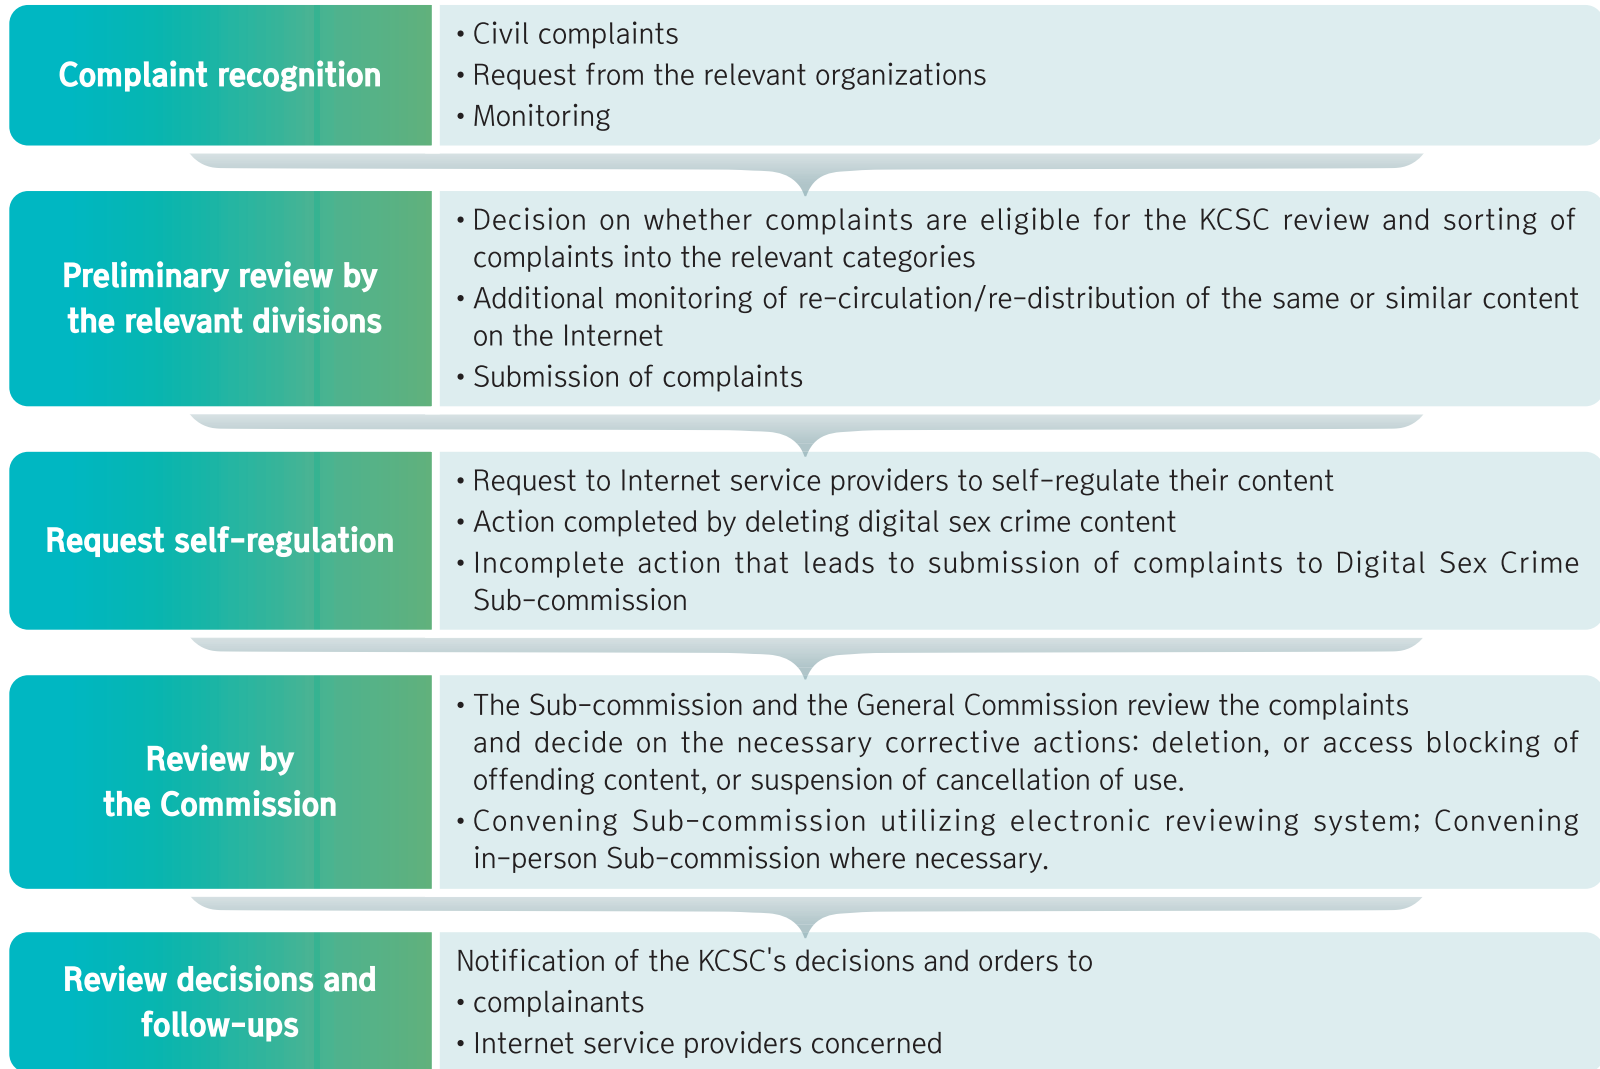 Complaint recognition
• Civil complaints
• Request from the relevant organizations
• Monitoring
Preliminary review by
the relevant divisions
• Decision on whether complaints are eligible for the KCSC review and sorting of
complaints into the relevant categories
• Additional monitoring of re-circulation/re-distribution of the same or similar content
on the Internet
• Submission of complaints
Request self-regulation
• Request to Internet service providers to self-regulate their content
• Action completed by deleting digital sex crime content
• Incomplete action that leads to submission of complaints to Digital Sex Crime
Sub-commission
Review by
the Commission
• The Sub-commission and the General Commission review the complaints
and decide on the necessary corrective actions: deletion, or access blocking of
offending content, or suspension of cancellation of use.
• Convening Sub-commission utilizing electronic reviewing system; Convening
in-person Sub-commission where necessary.
Review decisions and
follow-ups
Notification of the KCSC's decisions and orders to
• complainants
• Internet service providers concerned